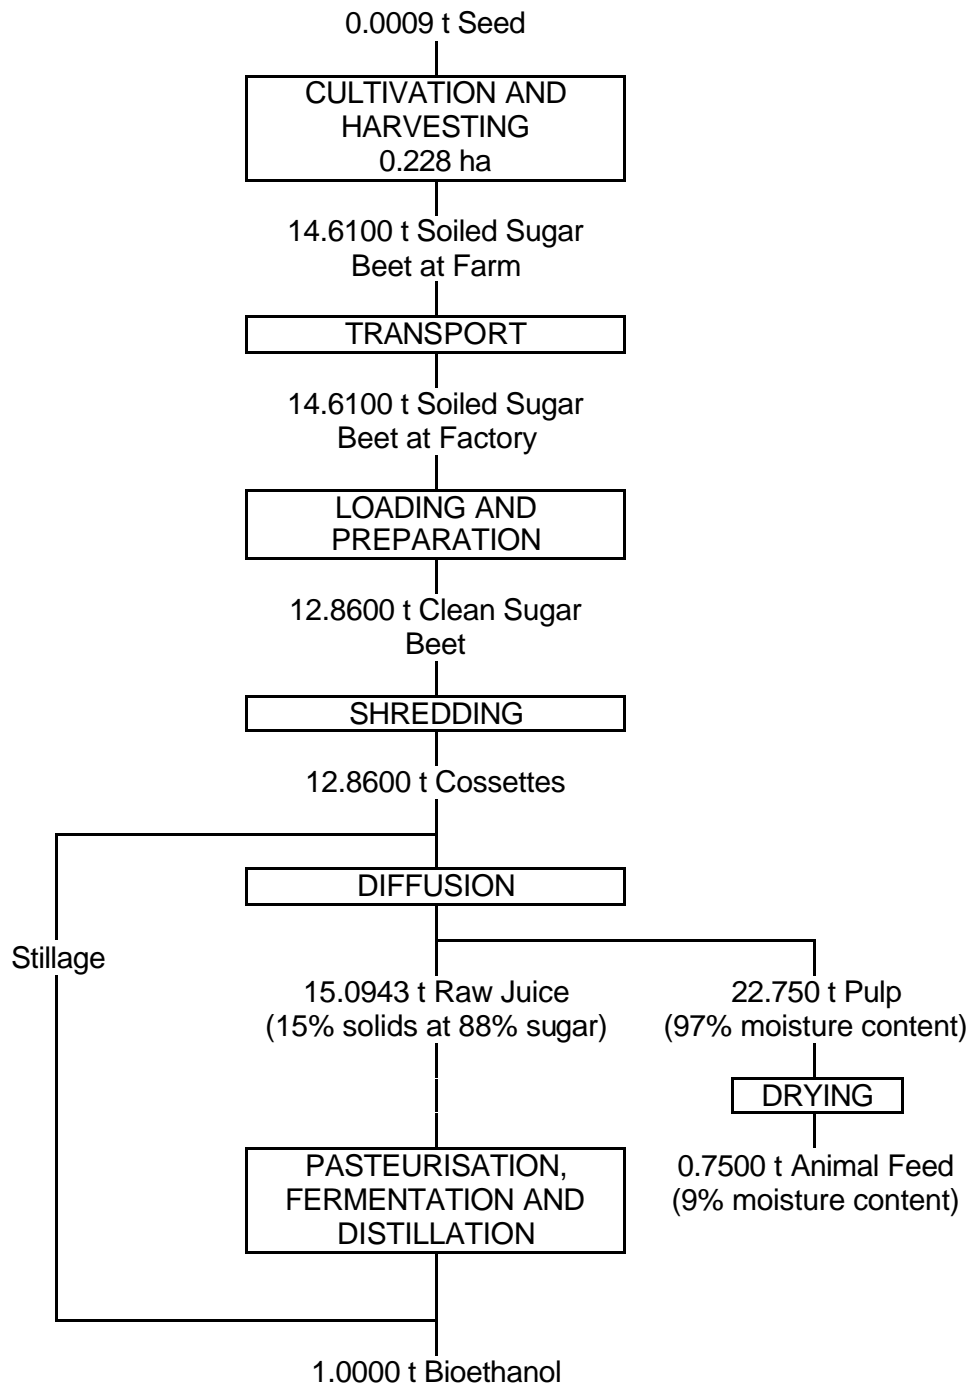 0.0009 t Seed
CULTIVATION AND
HARVESTING
0.228 ha
14.6100 t Soiled Sugar
Beet at Farm
TRANSPORT
14.6100 t Soiled Sugar
Beet at Factory
LOADING AND
PREPARATION
12.8600 t Clean Sugar
Beet
SHREDDING
12.8600 t Cossettes
DIFFUSION
Stillage
15.0943 t Raw Juice
(15% solids at 88% sugar)
22.750 t Pulp
(97% moisture content)
DRYING
0.7500 t Animal Feed
(9% moisture content)
PASTEURISATION,
FERMENTATION AND
DISTILLATION
1.0000 t Bioethanol